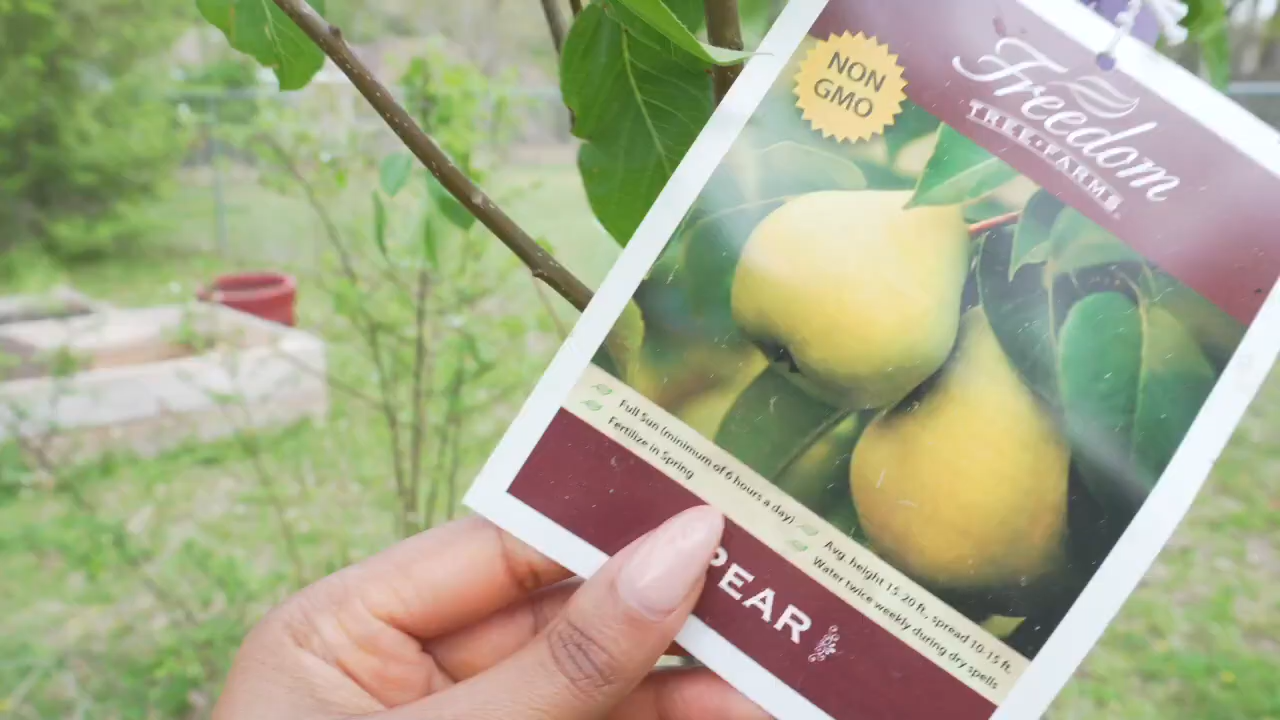 NON
GMO
Freedom
TREE • FARMS
Full Sun (minimum of 6 hours a day)
Fertilize in Spring
Avg. height 15-20 ft., spread 10-15 ft.
Water twice weekly during dry spells
PEAR